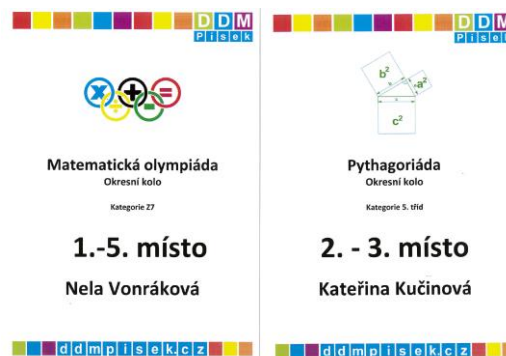 DDM
Písek
Matematická olympiáda
Okresní kolo
Kategorie Z7
1.-5. místo
Nela Vonráková
ddmpisek.cz
DDM
Písek
b²
a²
c²
Pythagoriáda
Okresní kolo
Kategorie 5. tříd
2. - 3. místo
Kateřina Kučinová
ddmpisek.cz